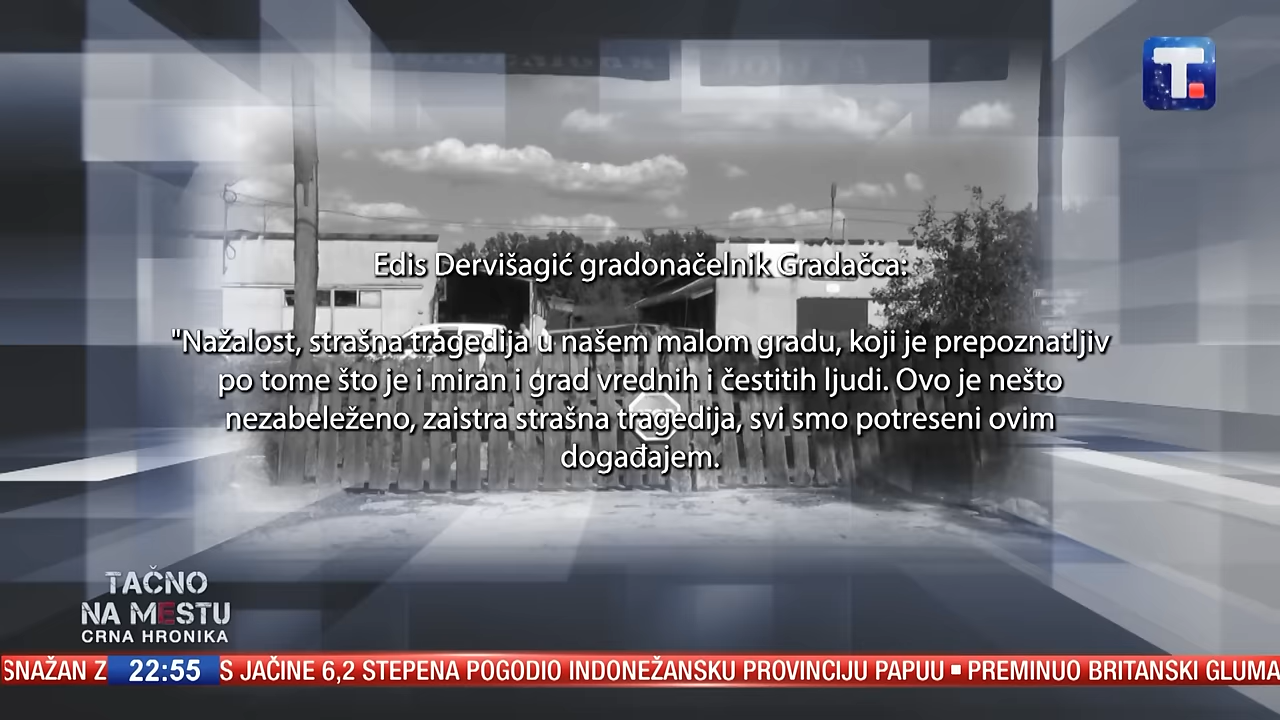 T.
Edis Dervišagić gradonačelnik Gradačca:
"Nažalost, strašna tragedija u našem malom gradu, koji je prepoznatljiv
po tome što je i miran i grad vrednih i čestitih ljudi. Ovo je nešto
nezabeleženo, zaistra strašna tragedija, svi smo potreseni ovim
događajem.
TAČNO
NA MESTU
CRNA HRONIKA
SNAŽAN Z 22:55 S JAČINE 6,2 STEPENA POGODIO INDONEŽANSKU PROVINCIJU PAPUU ▪ PREMINUO BRITANSKI GLUMA